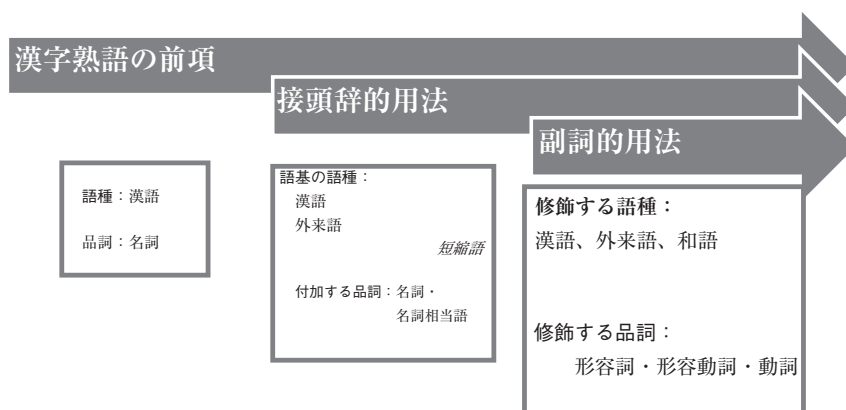 漢字熟語の前項
接頭辞的用法
副詞的用法
語種：漢語
品詞：名詞
語基の語種：
漢語
外来語
短縮語
付加する品詞：名詞・
名詞相当語
修飾する語種：
漢語、外来語、和語
修飾する品詞：
形容詞・形容動詞・動詞